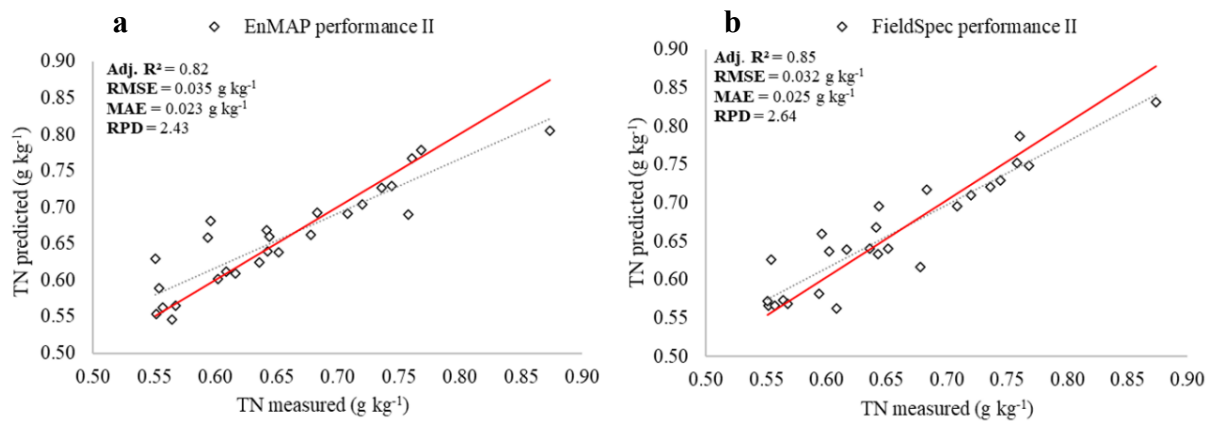 a
EnMAP performance II
Adj. R² = 0.82
RMSE = 0.035 g kg⁻¹
MAE = 0.023 g kg⁻¹
RPD = 2.43
TN predicted (g kg⁻¹)
0.90
0.85
0.80
0.75
0.70
0.65
0.60
0.55
0.50
0.50 0.55 0.60 0.65 0.70 0.75 0.80 0.85 0.90
TN measured (g kg⁻¹)
b
FieldSpec performance II
Adj. R² = 0.85
RMSE = 0.032 g kg⁻¹
MAE = 0.025 g kg⁻¹
RPD = 2.64
TN predicted (g kg⁻¹)
0.90
0.85
0.80
0.75
0.70
0.65
0.60
0.55
0.50
0.50 0.55 0.60 0.65 0.70 0.75 0.80 0.85 0.90
TN measured (g kg⁻¹)